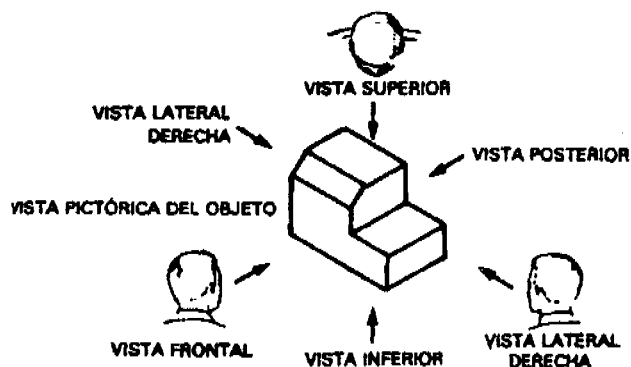 VISTA SUPERIOR
VISTA LATERAL
DERECHA
VISTA POSTERIOR
VISTA PICTÓRICA DEL OBJETO
VISTA FRONTAL
VISTA INFERIOR
VISTA LATERAL
DERECHA